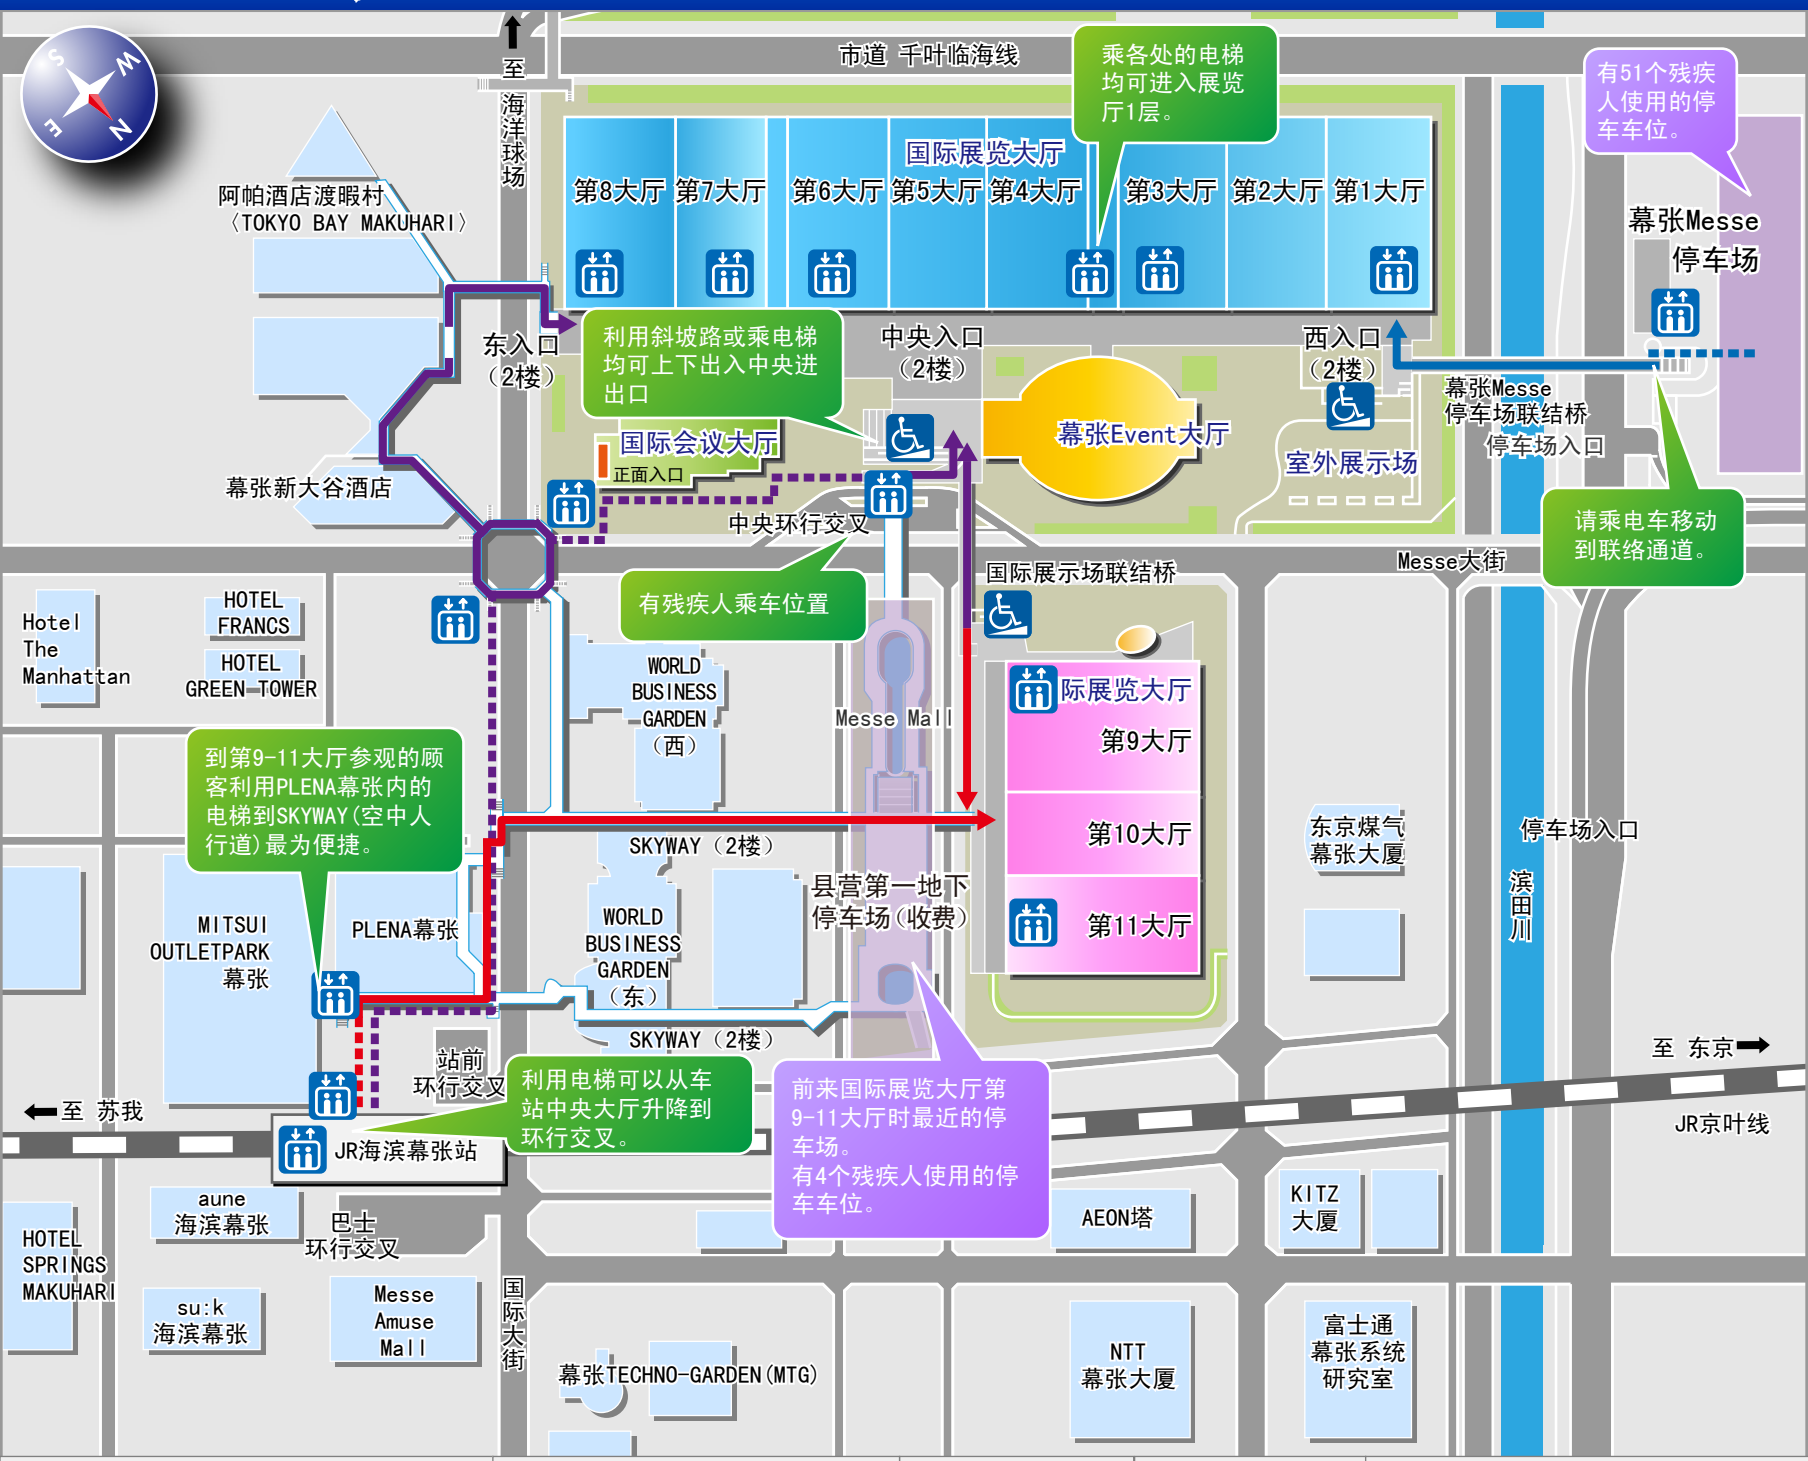 S
W
E
N
至
海洋球场
市道 千叶临海线
乘各处的电梯
均可进入展览
厅1层。
有51个残疾
人使用的停
车车位。
阿帕酒店渡暇村
〈TOKYO BAY MAKUHARI〉
国际展览大厅
第8大厅
第7大厅
第6大厅
第5大厅
第4大厅
第3大厅
第2大厅
第1大厅
幕张Messe
停车场
东入口
（2楼）
利用斜坡路或乘电梯
均可上下出入中央进
出口
中央入口
（2楼）
西入口
（2楼）
幕张Messe
停车场联结桥
停车场入口
国际会议大厅
正面入口
幕张Event大厅
室外展示场
幕张新大谷酒店
中央环行交叉
请乘电车移动
到联络通道。
Messe大街
国际展示场联结桥
有残疾人乘车位置
Hotel
The
Manhattan
HOTEL
FRANCS
HOTEL
GREEN TOWER
WORLD
BUSINESS
GARDEN
（西）
Messe Mall
际展览大厅
第9大厅
第10大厅
第11大厅
到第9-11大厅参观的顾
客利用PLENA幕张内的
电梯到SKYWAY(空中人
行道)最为便捷。
SKYWAY（2楼）
东京煤气
幕张大厦
停车场入口
滨田川
县营第一地下
停车场(收费)
MITSUI
OUTLETPARK
幕张
PLENA幕张
WORLD
BUSINESS
GARDEN
（东）
SKYWAY（2楼）
站前
环行交叉
利用电梯可以从车
站中央大厅升降到
环行交叉。
前来国际展览大厅第
9-11大厅时最近的停
车场。
有4个残疾人使用的停
车车位。
至 东京
至 苏我
JR京叶线
JR海滨幕张站
aune
海滨幕张
巴士
环行交叉
HOTEL
SPRINGS
MAKUHARI
su:k
海滨幕张
Messe
Amuse
Mall
国际大街
AEON塔
KITZ
大厦
幕张TECHNO-GARDEN(MTG)
NTT
幕张大厦
富士通
幕张系统
研究室